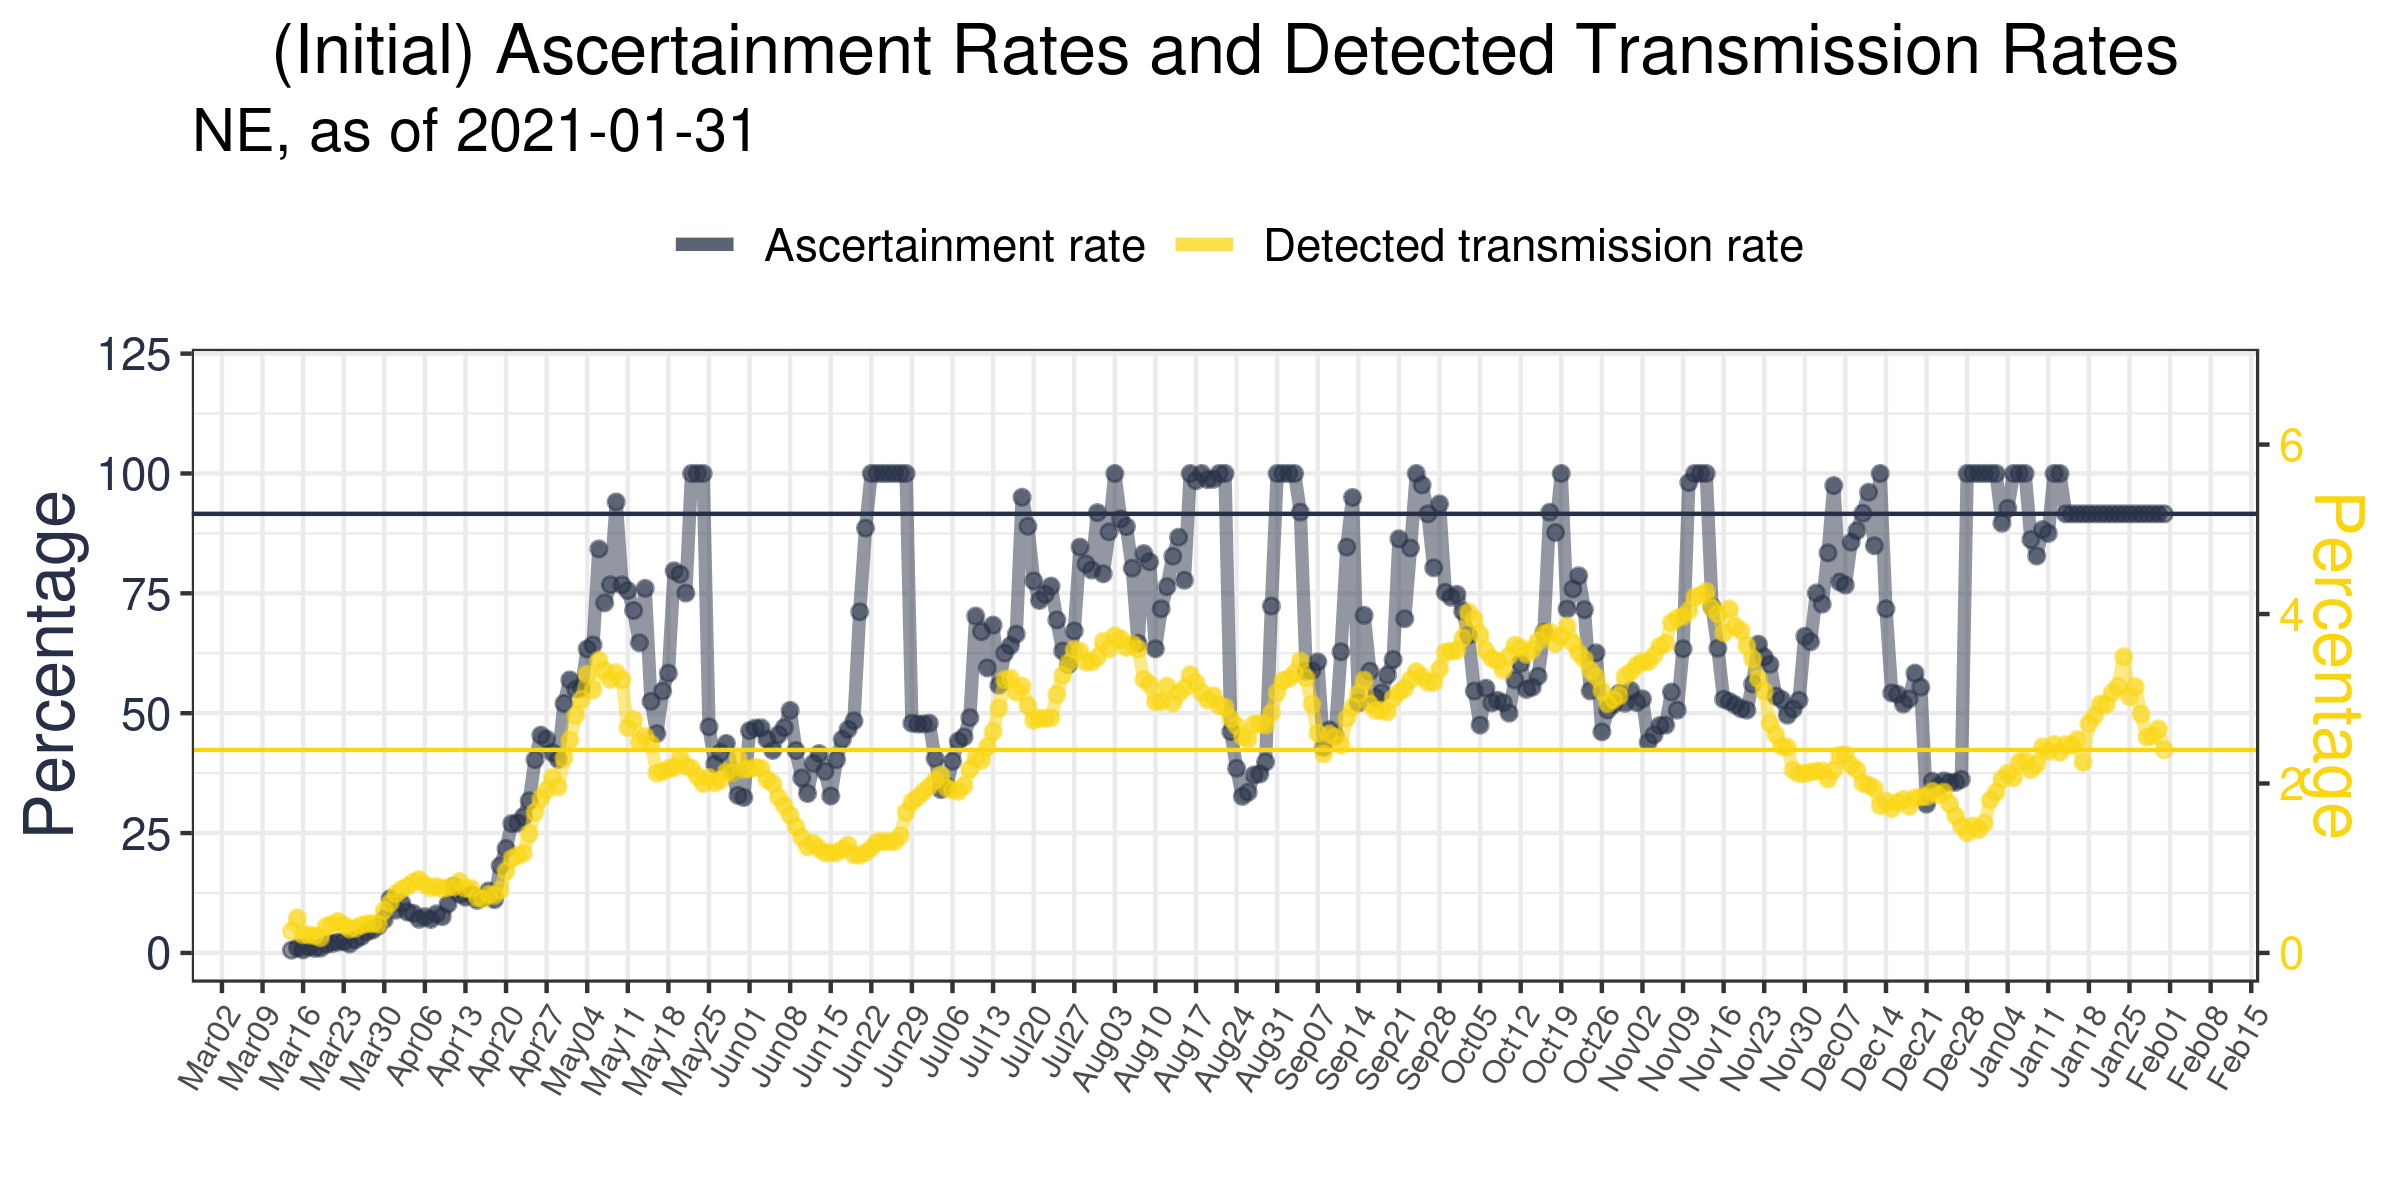 (Initial) Ascertainment Rates and Detected Transmission Rates
NE, as of 2021-01-31
Ascertainment rate
Detected transmission rate
Percentage
125
100
75
50
25
0
6
4
2
0
Percentage
Mar02
Mar09
Mar16
Mar23
Mar30
Apr06
Apr13
Apr20
Apr27
May04
May11
May18
May25
Jun01
Jun08
Jun15
Jun22
Jun29
Jul06
Jul13
Jul20
Jul27
Aug03
Aug10
Aug17
Aug24
Aug31
Sep07
Sep14
Sep21
Sep28
Oct05
Oct12
Oct19
Oct26
Nov02
Nov09
Nov16
Nov23
Nov30
Dec07
Dec14
Dec21
Dec28
Jan04
Jan11
Jan18
Jan25
Feb01
Feb08
Feb15